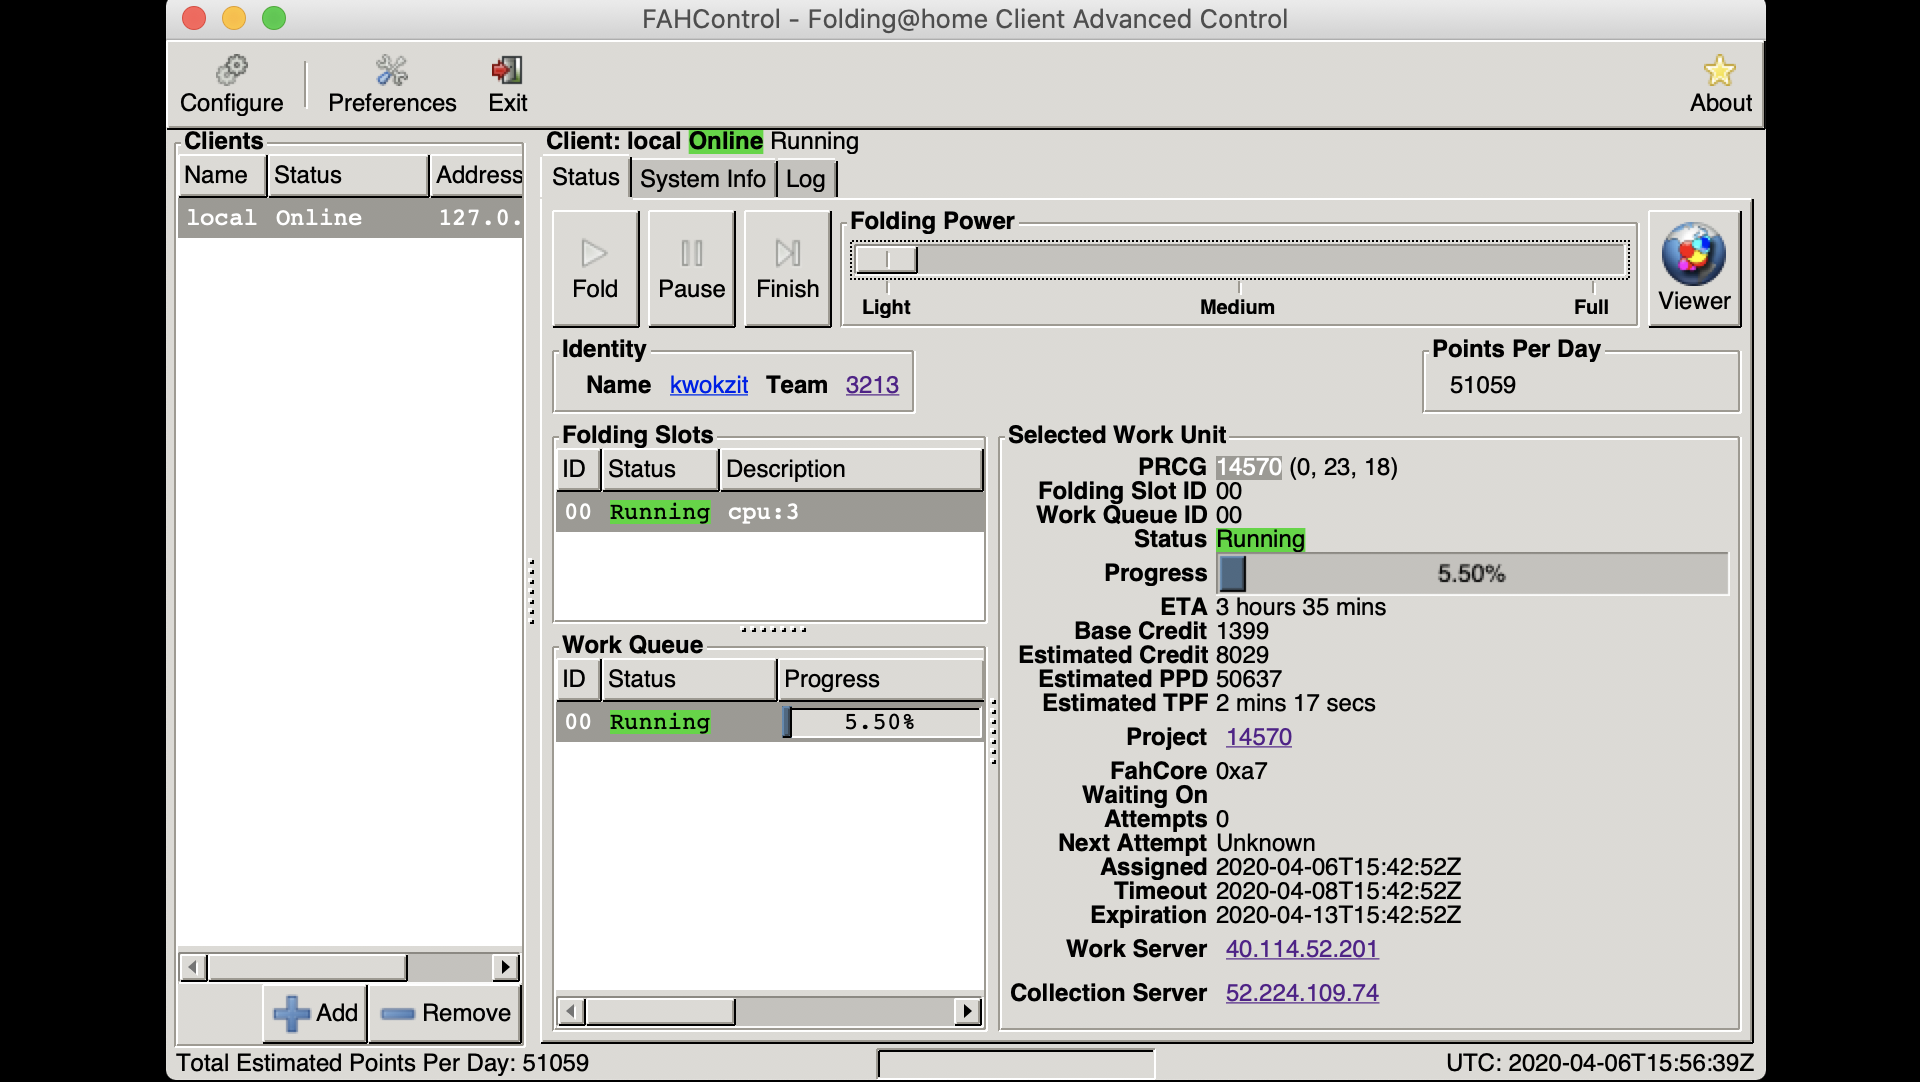 FAHControl - Folding@home Client Advanced Control
Configure Preferences Exit About
Clients
Name Status Address
local Online 127.0.
Client: local Online Running
Status System Info Log
Fold Pause Finish
Folding Power
Light Medium Full
Viewer
Identity
Name kwokzit Team 3213
Points Per Day
51059
Folding Slots
ID Status Description
00 Running cpu:3
Work Queue
ID Status Progress
00 Running 5.50%
Selected Work Unit
PRCG 14570 (0, 23, 18)
Folding Slot ID 00
Work Queue ID 00
Status Running
Progress 5.50%
ETA 3 hours 35 mins
Base Credit 1399
Estimated Credit 8029
Estimated PPD 50637
Estimated TPF 2 mins 17 secs
Project 14570
FahCore 0xa7
Waiting On
Attempts 0
Next Attempt Unknown
Assigned 2020-04-06T15:42:52Z
Timeout 2020-04-08T15:42:52Z
Expiration 2020-04-13T15:42:52Z
Work Server 40.114.52.201
Collection Server 52.224.109.74
Add Remove
Total Estimated Points Per Day: 51059
UTC: 2020-04-06T15:56:39Z